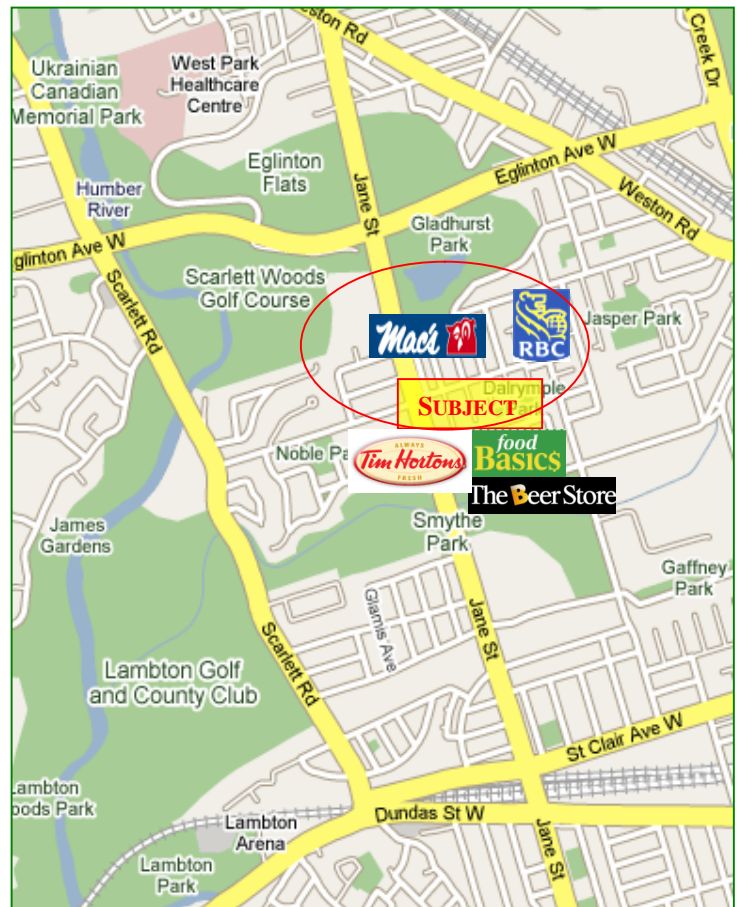 ston Rd
Creek Dr
Ukrainian
Canadian
Memorial Park
West Park
Healthcare
Centre
Eglinton
Flats
Jane St
Eglinton Ave W
Weston Rd
Humber
River
Gladhurst
Park
glinton Ave W
Scarlett Rd
Scarlett Woods
Golf Course
Mac's
RBC
Jasper Park
Dalrymple
Park
SUBJECT
Noble Pa
ALWAYS
Tim Hortons
FRESH
food
Basics
The Beer Store
Smythe
Park
James
Gardens
Gaffney
Park
Glamis Ave
Jane St
Scarlett Rd
Lambton Golf
and County Club
St Clair Ave W
Lambton
oods Park
Dundas St W
Lambton
Arena
Jane St
Lambton
Park